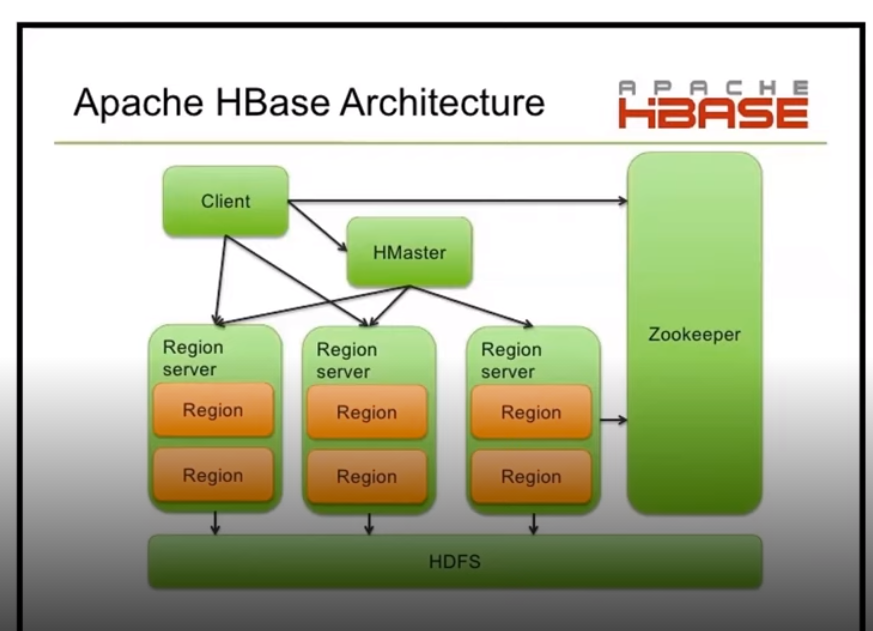 Apache HBase Architecture
APACHE
HBASE
Client
HMaster
Zookeeper
Region
server
Region
server
Region
server
Region
Region
Region
Region
Region
Region
HDFS